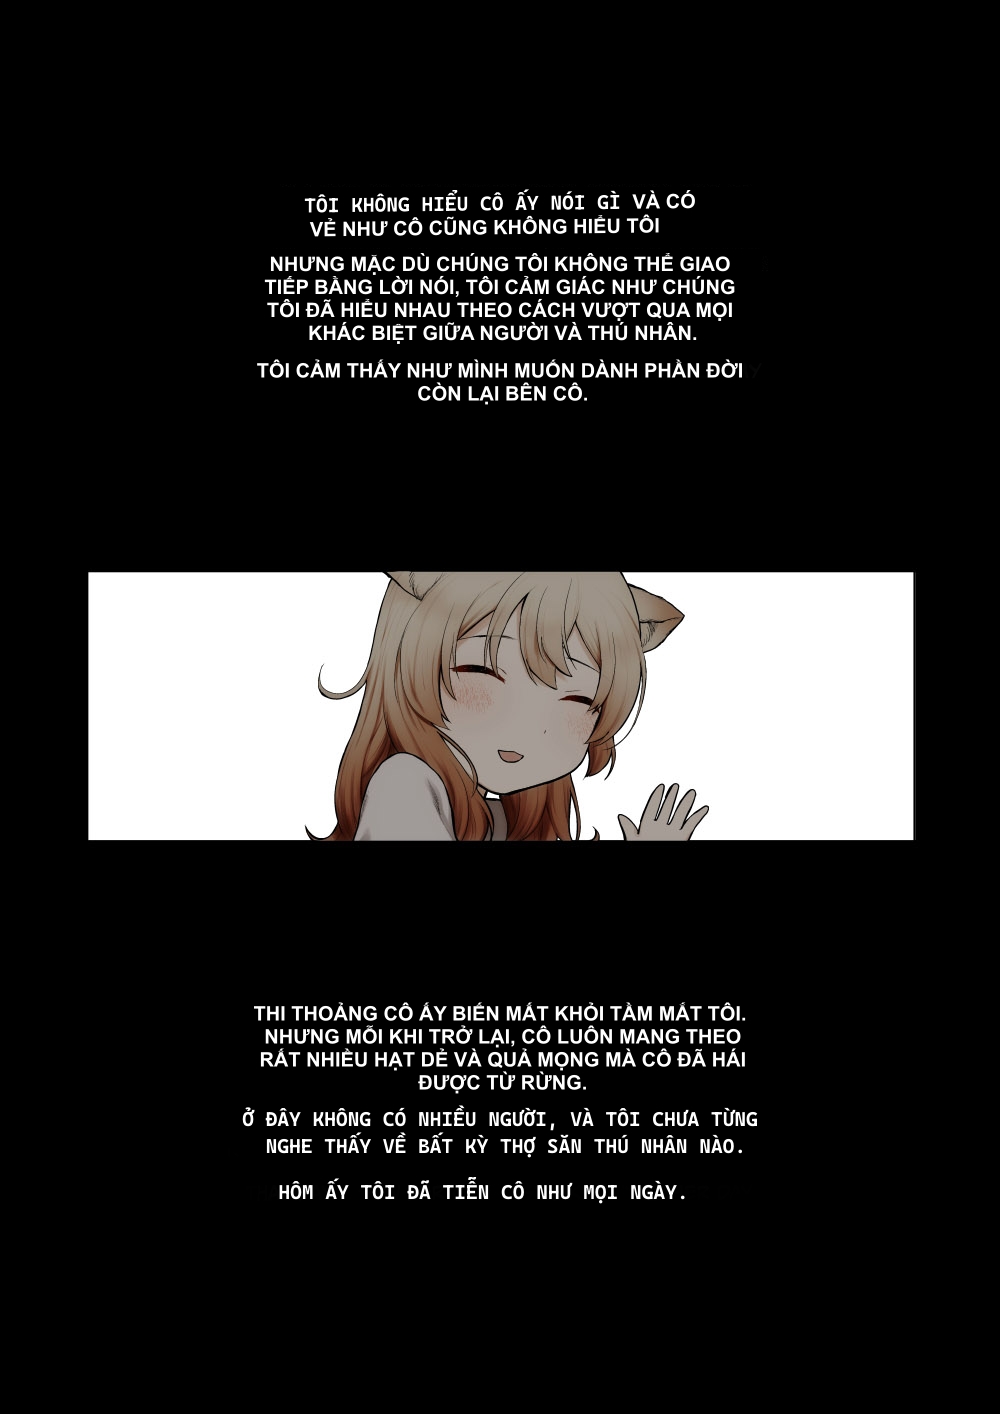 TÔI KHÔNG HIỂU CÔ ẤY NÓI GÌ VÀ CÓ
VẺ NHƯ CÔ CŨNG KHÔNG HIỂU TÔI
NHƯNG MẶC DÙ CHÚNG TÔI KHÔNG THỂ GIAO
TIẾP BẰNG LỜI NÓI, TÔI CẢM GIÁC NHƯ CHÚNG
TÔI ĐÃ HIỂU NHAU THEO CÁCH VƯỢT QUA MỌI
KHÁC BIỆT GIỮA NGƯỜI VÀ THÚ NHÂN.
TÔI CẢM THẤY NHƯ MÌNH MUỐN DÀNH PHẦN ĐỜI
CÒN LẠI BÊN CÔ.
THI THOẢNG CÔ ẤY BIẾN MẤT KHỎI TẦM MẮT TÔI.
NHƯNG MỖI KHI TRỞ LẠI, CÔ LUÔN MANG THEO
RẤT NHIỀU HẠT DẺ VÀ QUẢ MỌNG MÀ CÔ ĐÃ HÁI
ĐƯỢC TỪ RỪNG.
Ở ĐÂY KHÔNG CÓ NHIỀU NGƯỜI, VÀ TÔI CHƯA TỪNG
NGHE THẤY VỀ BẤT KỲ THỢ SĂN THÚ NHÂN NÀO.
HÔM ẤY TÔI ĐÃ TIỄN CÔ NHƯ MỌI NGÀY.